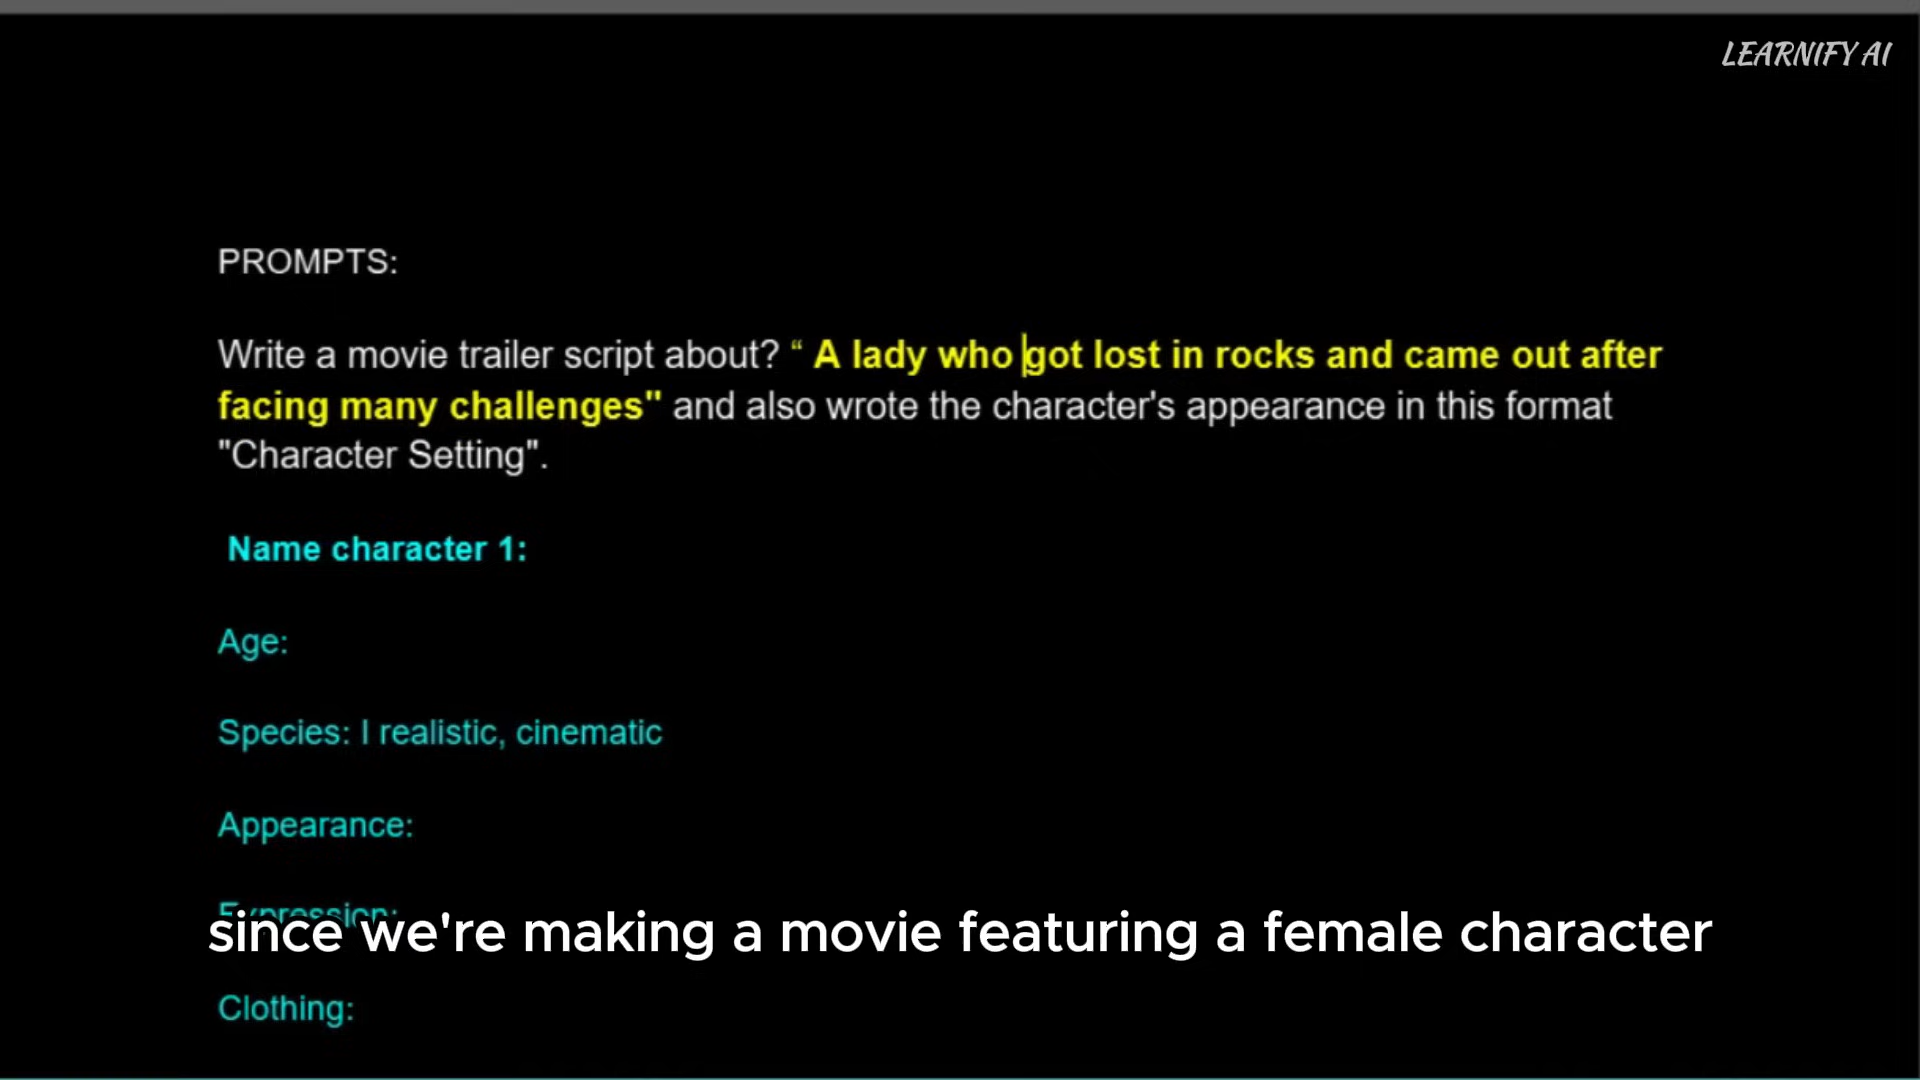 LEARNIFY AI
PROMPTS:
Write a movie trailer script about? “ A lady who got lost in rocks and came out after
facing many challenges" and also wrote the character's appearance in this format
"Character Setting".
Name character 1:
Age:
Species: I realistic, cinematic
Appearance:
Expression:
since we're making a movie featuring a female character
Clothing: